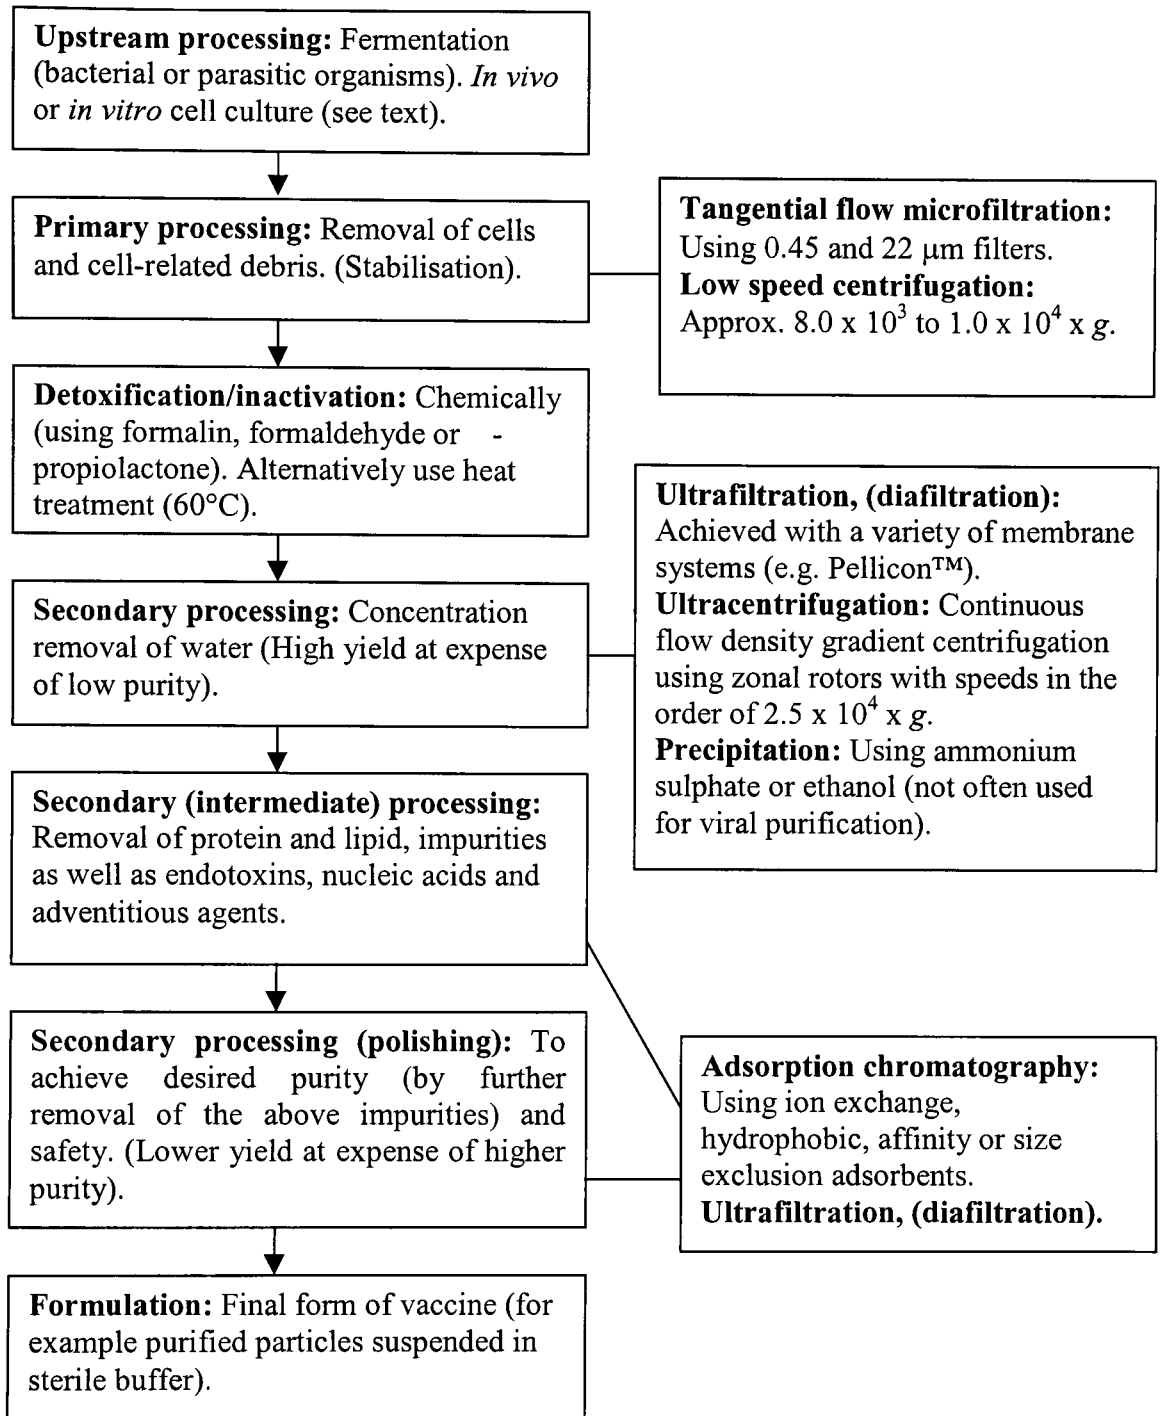 Upstream processing: Fermentation
(bacterial or parasitic organisms). In vivo
or in vitro cell culture (see text).
Primary processing: Removal of cells
and cell-related debris. (Stabilisation).
Tangential flow microfiltration:
Using 0.45 and 22 μm filters.
Low speed centrifugation:
Approx. 8.0 x 10³ to 1.0 x 10⁴ x g.
Detoxification/inactivation: Chemically
(using formalin, formaldehyde or -
propiolactone). Alternatively use heat
treatment (60°C).
Secondary processing: Concentration
removal of water (High yield at expense
of low purity).
Ultrafiltration, (diafiltration):
Achieved with a variety of membrane
systems (e.g. Pellicon™).
Ultracentrifugation: Continuous
flow density gradient centrifugation
using zonal rotors with speeds in the
order of 2.5 x 10⁴ x g.
Precipitation: Using ammonium
sulphate or ethanol (not often used
for viral purification).
Secondary (intermediate) processing:
Removal of protein and lipid, impurities
as well as endotoxins, nucleic acids and
adventitious agents.
Secondary processing (polishing): To
achieve desired purity (by further
removal of the above impurities) and
safety. (Lower yield at expense of higher
purity).
Adsorption chromatography:
Using ion exchange,
hydrophobic, affinity or size
exclusion adsorbents.
Ultrafiltration, (diafiltration).
Formulation: Final form of vaccine (for
example purified particles suspended in
sterile buffer).